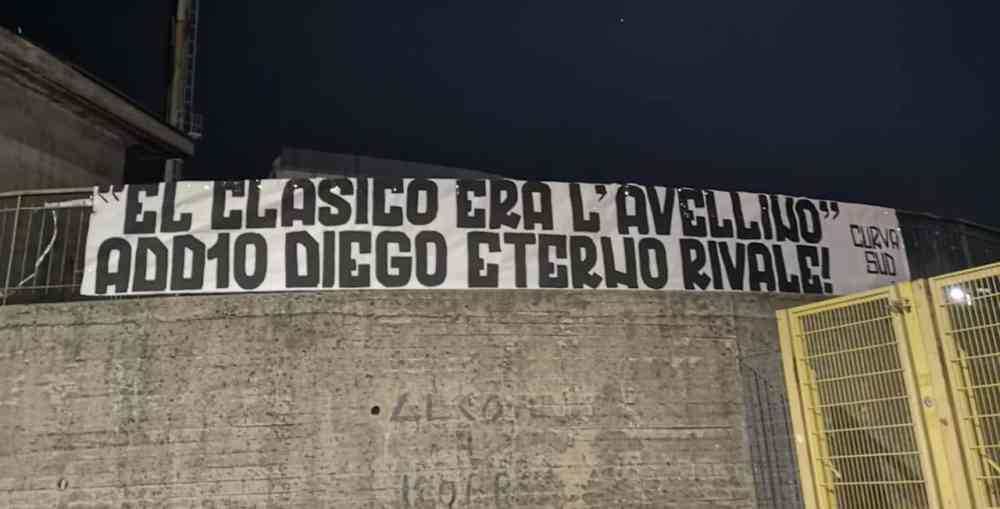 "EL CLASICO ERA L'AVELLINO"
ADD10 DIEGO ETERNO RIVALE!
CURVA
SUD